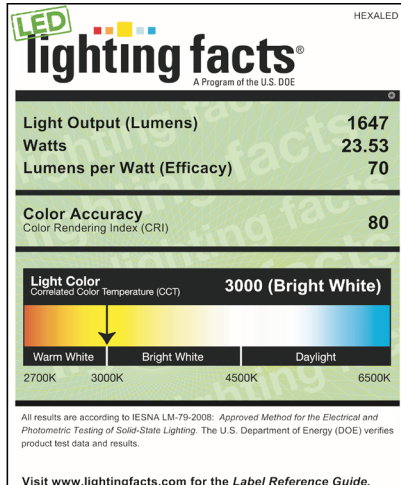 HEXALED
LED
lighting facts®
A Program of the U.S. DOE
Light Output (Lumens) 1647
Watts 23.53
Lumens per Watt (Efficacy) 70
Color Accuracy
Color Rendering Index (CRI) 80
Light Color
Correlated Color Temperature (CCT) 3000 (Bright White)
Warm White Bright White Daylight
2700K 3000K 4500K 6500K
All results are according to IESNA LM-79-2008: Approved Method for the Electrical and
Photometric Testing of Solid-State Lighting. The U.S. Department of Energy (DOE) verifies
product test data and results.
Visit www.lightingfacts.com for the Label Reference Guide.